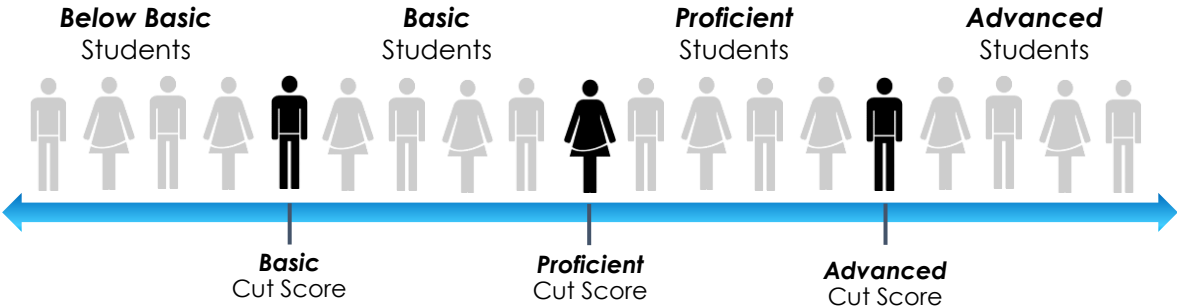 Below Basic
Students
Basic
Students
Proficient
Students
Advanced
Students
Basic
Cut Score
Proficient
Cut Score
Advanced
Cut Score